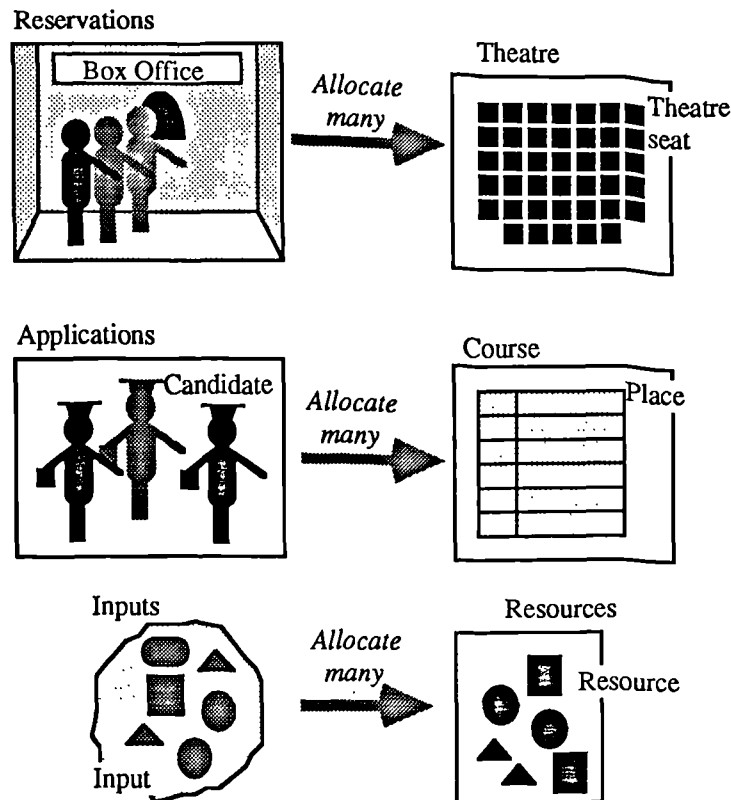 Reservations
Box Office
Allocate
many
Theatre
Theatre
seat
Applications
Candidate
Allocate
many
Course
Place
Inputs
Input
Allocate
many
Resources
Resource